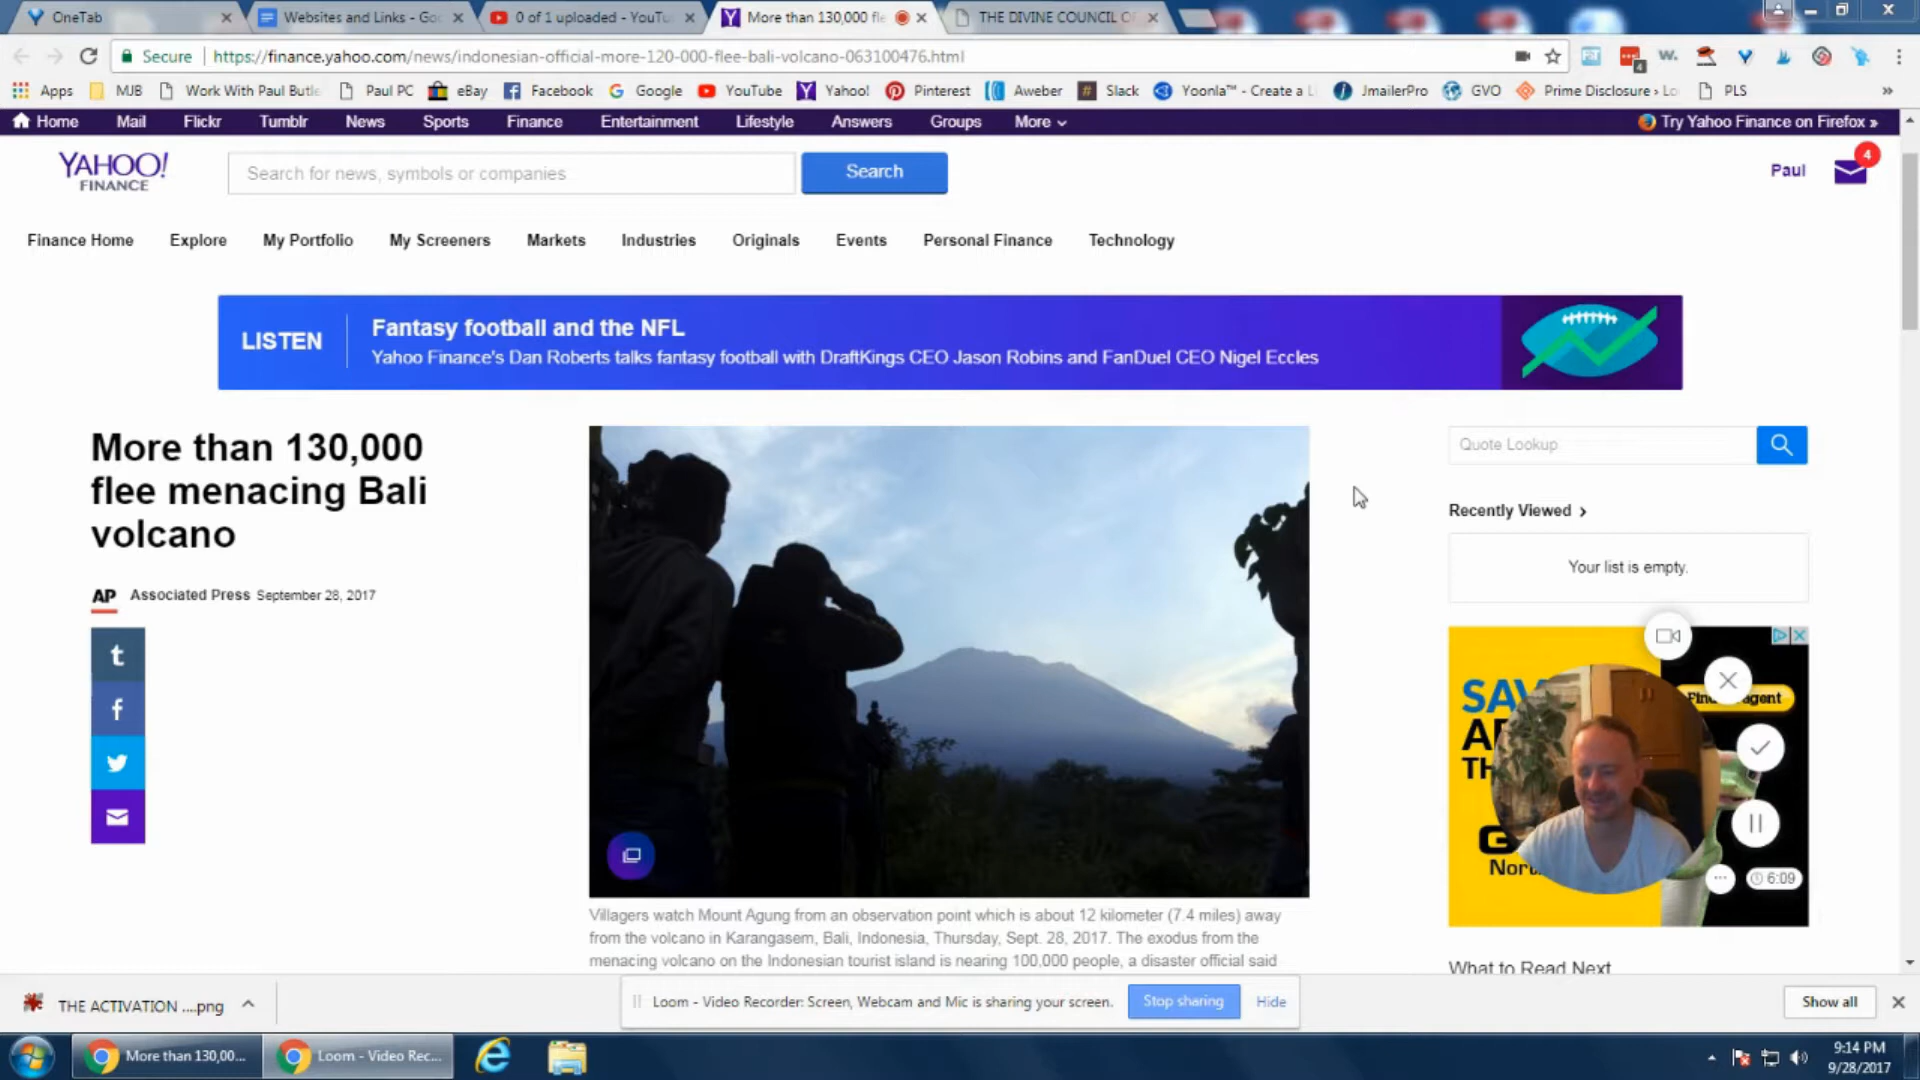 OneTab
Websites and Links - Goo
0 of 1 uploaded - YouTu
More than 130,000 fle
THE DIVINE COUNCIL O
Secure
https://finance.yahoo.com/news/indonesian-official-more-120-000-flee-bali-volcano-063100476.html
4
W.
Apps
MJB
Work With Paul Butle
Paul PC
eBay
Facebook
Google
YouTube
Yahoo!
Pinterest
Aweber
Slack
Yoonla™ - Create a L
JmailerPro
GVO
Prime Disclosure › Lo
PLS
»
Home
Mail
Flickr
Tumblr
News
Sports
Finance
Entertainment
Lifestyle
Answers
Groups
More
Try Yahoo Finance on Firefox »
YAHOO!
FINANCE
Search for news, symbols or companies
Search
Paul
4
Finance Home
Explore
My Portfolio
My Screeners
Markets
Industries
Originals
Events
Personal Finance
Technology
LISTEN
Fantasy football and the NFL
Yahoo Finance's Dan Roberts talks fantasy football with DraftKings CEO Jason Robins and FanDuel CEO Nigel Eccles
More than 130,000
flee menacing Bali
volcano
AP
Associated Press
September 28, 2017
t
f
Quote Lookup
Recently Viewed
Your list is empty.
SAV
Nor
6:09
Villagers watch Mount Agung from an observation point which is about 12 kilometer (7.4 miles) away
from the volcano in Karangasem, Bali, Indonesia, Thursday, Sept. 28, 2017. The exodus from the
menacing volcano on the Indonesian tourist island is nearing 100,000 people, a disaster official said
What to Read Next
THE ACTIVATION ....png
Loom - Video Recorder: Screen, Webcam and Mic is sharing your screen.
Stop sharing
Hide
Show all
More than 130,00...
Loom - Video Rec...
9:14 PM
9/28/2017